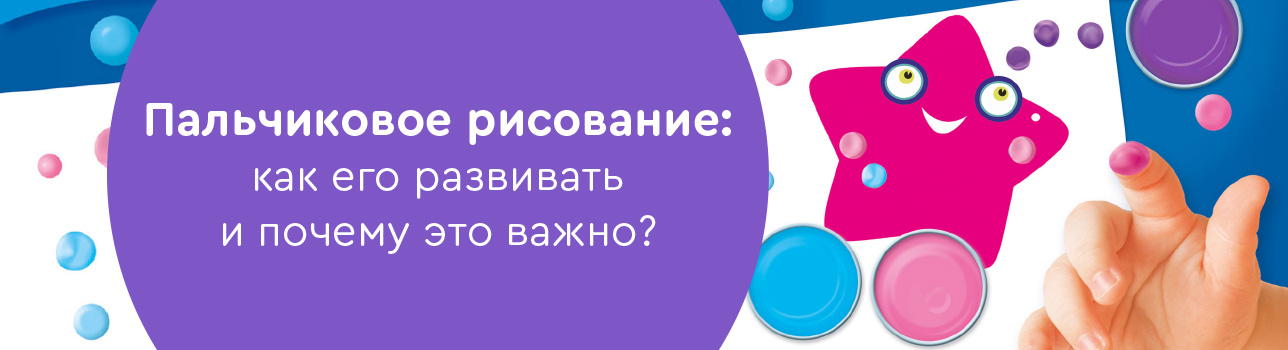 Пальчиковое рисование:
как его развивать
и почему это важно?